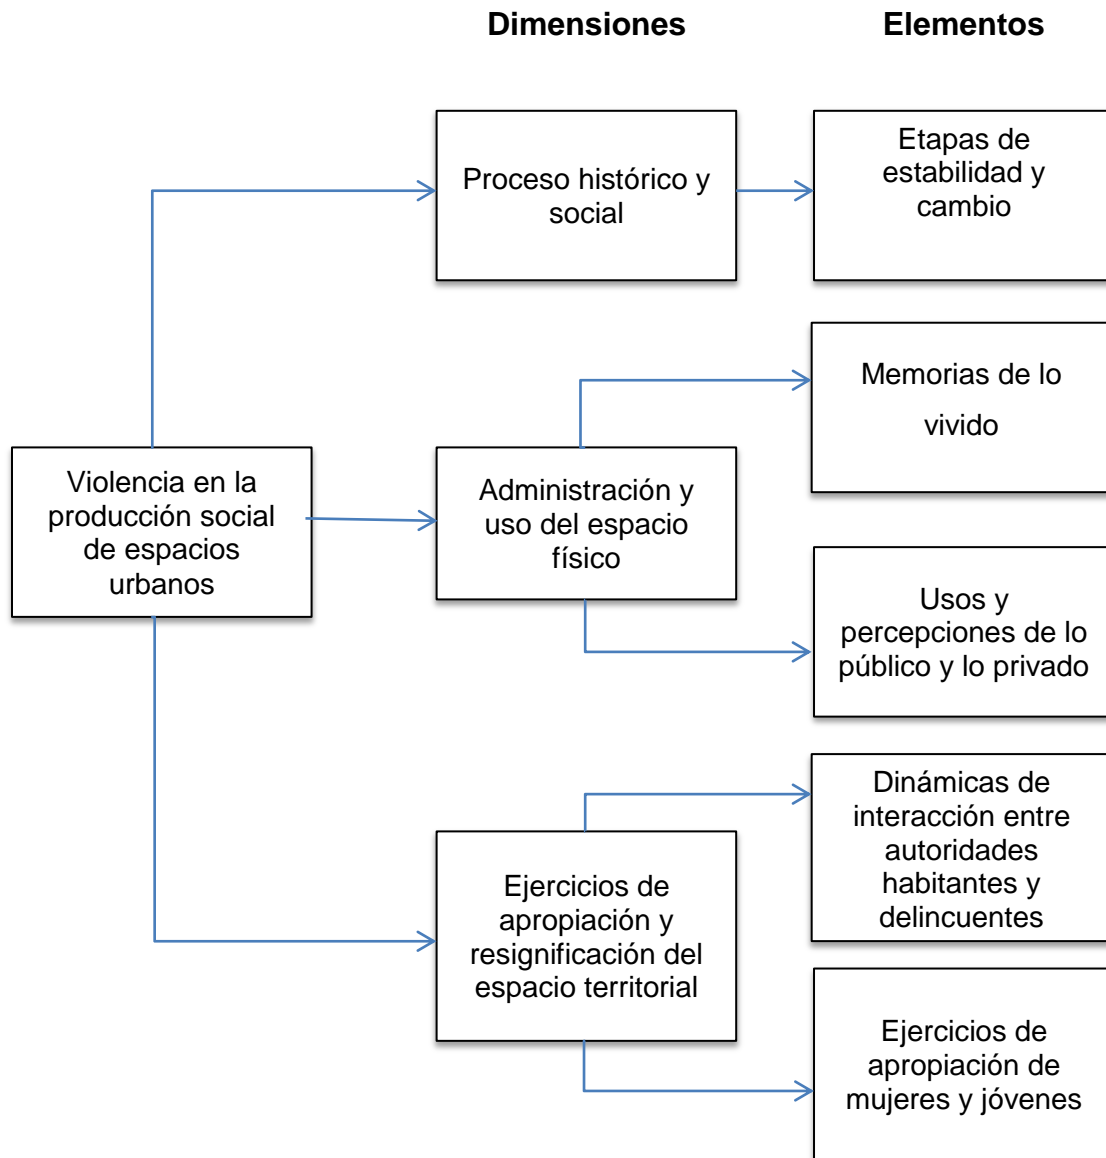 Dimensiones
Elementos
Proceso histórico y
social
Etapas de
estabilidad y
cambio
Memorias de lo
vivido
Violencia en la
producción social
de espacios
urbanos
Administración y
uso del espacio
físico
Usos y
percepciones de lo
público y lo privado
Dinámicas de
interacción entre
autoridades
habitantes y
delincuentes
Ejercicios de
apropiación y
resignificación del
espacio territorial
Ejercicios de
apropiación de
mujeres y jóvenes